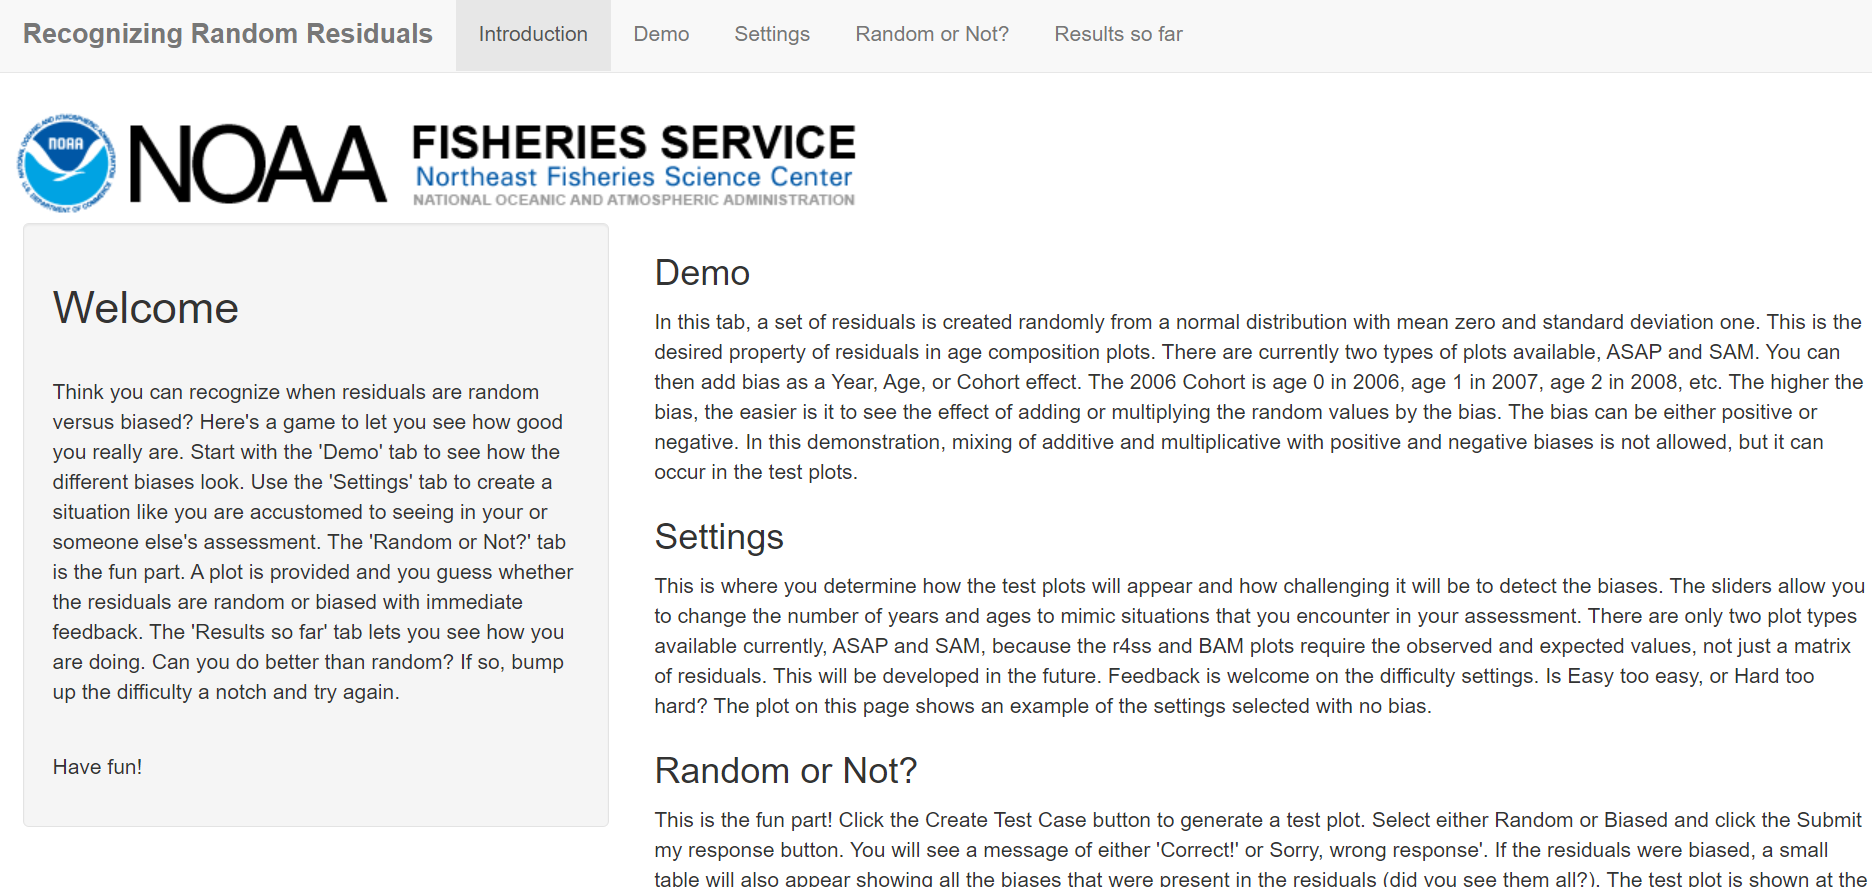 Recognizing Random Residuals Introduction Demo Settings Random or Not? Results so far
NOAA
NOAA
FISHERIES SERVICE
Northeast Fisheries Science Center
NATIONAL OCEANIC AND ATMOSPHERIC ADMINISTRATION
Welcome
Think you can recognize when residuals are random
versus biased? Here's a game to let you see how good
you really are. Start with the 'Demo' tab to see how the
different biases look. Use the 'Settings' tab to create a
situation like you are accustomed to seeing in your or
someone else's assessment. The 'Random or Not?' tab
is the fun part. A plot is provided and you guess whether
the residuals are random or biased with immediate
feedback. The 'Results so far' tab lets you see how you
are doing. Can you do better than random? If so, bump
up the difficulty a notch and try again.
Have fun!
Demo
In this tab, a set of residuals is created randomly from a normal distribution with mean zero and standard deviation one. This is the
desired property of residuals in age composition plots. There are currently two types of plots available, ASAP and SAM. You can
then add bias as a Year, Age, or Cohort effect. The 2006 Cohort is age 0 in 2006, age 1 in 2007, age 2 in 2008, etc. The higher the
bias, the easier is it to see the effect of adding or multiplying the random values by the bias. The bias can be either positive or
negative. In this demonstration, mixing of additive and multiplicative with positive and negative biases is not allowed, but it can
occur in the test plots.
Settings
This is where you determine how the test plots will appear and how challenging it will be to detect the biases. The sliders allow you
to change the number of years and ages to mimic situations that you encounter in your assessment. There are only two plot types
available currently, ASAP and SAM, because the r4ss and BAM plots require the observed and expected values, not just a matrix
of residuals. This will be developed in the future. Feedback is welcome on the difficulty settings. Is Easy too easy, or Hard too
hard? The plot on this page shows an example of the settings selected with no bias.
Random or Not?
This is the fun part! Click the Create Test Case button to generate a test plot. Select either Random or Biased and click the Submit
my response button. You will see a message of either 'Correct!' or Sorry, wrong response'. If the residuals were biased, a small
table will also appear showing all the biases that were present in the residuals (did you see them all?). The test plot is shown at the